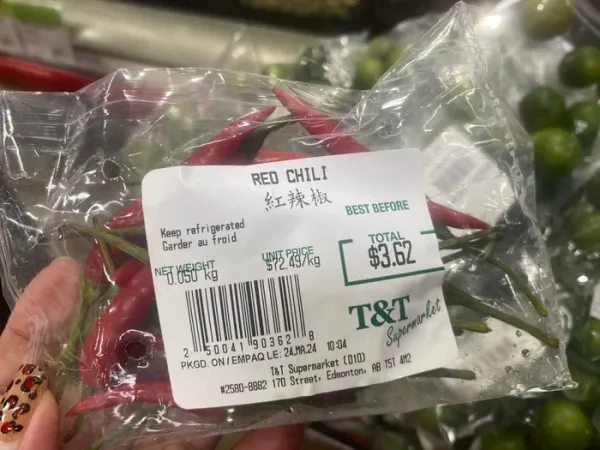 RED CHILI
紅辣椒
BEST BEFORE
Keep refrigerated
Garder au froid
NET WEIGHT
0.050 kg
UNIT PRICE
$72.49/kg
TOTAL
$3.62
2 50041 90362 8
T&T
Supermarket
PKGD. ON/EMPAQ LE: 24.MA.24 10:04
T&T Supermarket (010)
#2580-8882 170 Street, Edmonton, AB T5T 4M2